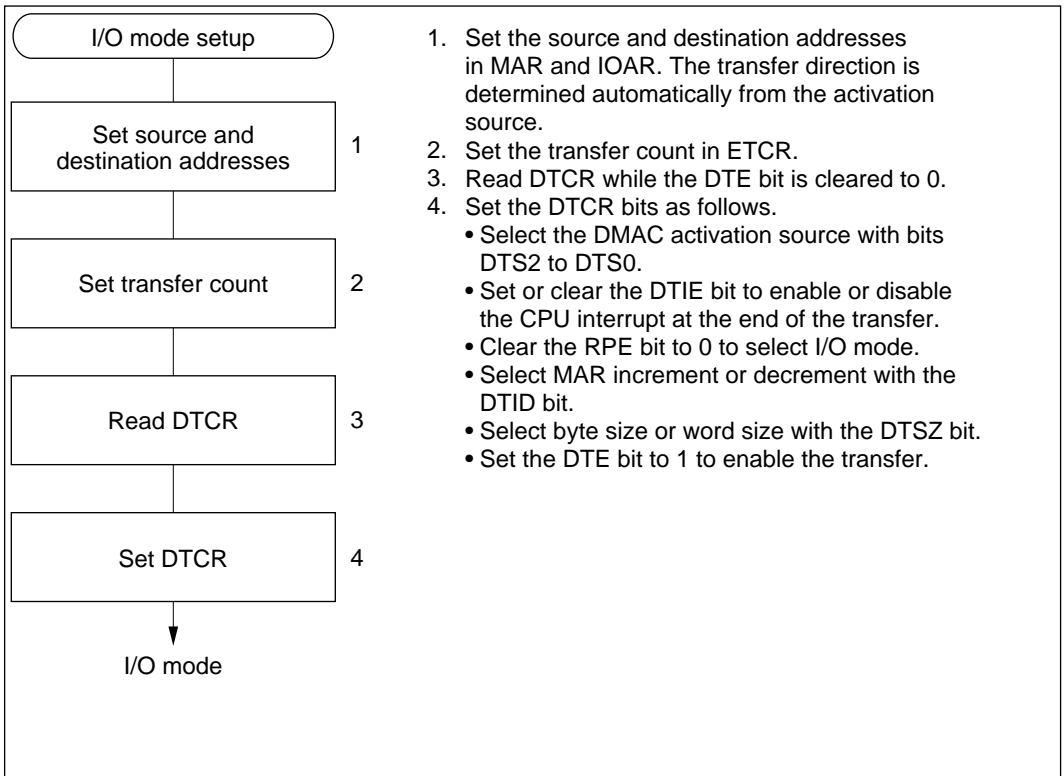 I/O mode setup
Set source and
destination addresses
1
Set transfer count
2
Read DTCR
3
Set DTCR
4
I/O mode
1. Set the source and destination addresses
in MAR and IOAR. The transfer direction is
determined automatically from the activation
source.
2. Set the transfer count in ETCR.
3. Read DTCR while the DTE bit is cleared to 0.
4. Set the DTCR bits as follows.
• Select the DMAC activation source with bits
DTS2 to DTS0.
• Set or clear the DTIE bit to enable or disable
the CPU interrupt at the end of the transfer.
• Clear the RPE bit to 0 to select I/O mode.
• Select MAR increment or decrement with the
DTID bit.
• Select byte size or word size with the DTSZ bit.
• Set the DTE bit to 1 to enable the transfer.